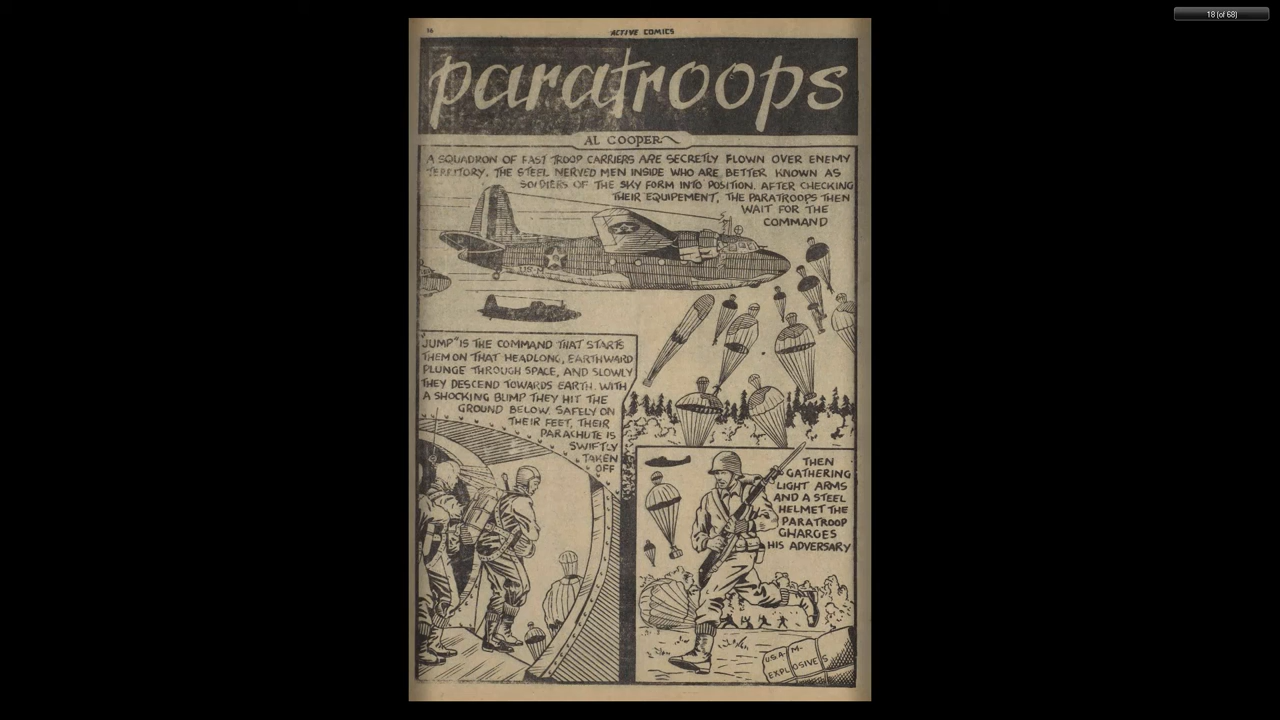 18 (of 68)
16
ACTIVE COMICS
paratroops
AL COOPER
A SQUADRON OF FAST TROOP CARRIERS ARE SECRETLY FLOWN OVER ENEMY
TERRITORY. THE STEEL NERVED MEN INSIDE WHO ARE BETTER KNOWN AS
SOLDIERS OF THE SKY FORM INTO POSITION. AFTER CHECKING
THEIR EQUIPEMENT, THE PARATROOPS THEN
WAIT FOR THE
COMMAND
US-M
"JUMP" IS THE COMMAND THAT STARTS
THEM ON THAT HEADLONG, EARTHWARD
PLUNGE THROUGH SPACE, AND SLOWLY
THEY DESCEND TOWARDS EARTH. WITH
A SHOCKING BUMP THEY HIT THE
GROUND BELOW. SAFELY ON
THEIR FEET, THEIR
PARACHUTE IS
SWIFTLY
TAKEN
OFF
THEN
GATHERING
LIGHT ARMS
AND A STEEL
HELMET THE
PARATROOP
CHARGES
HIS ADVERSARY
U.S.A-M-
EXPLOSIVES